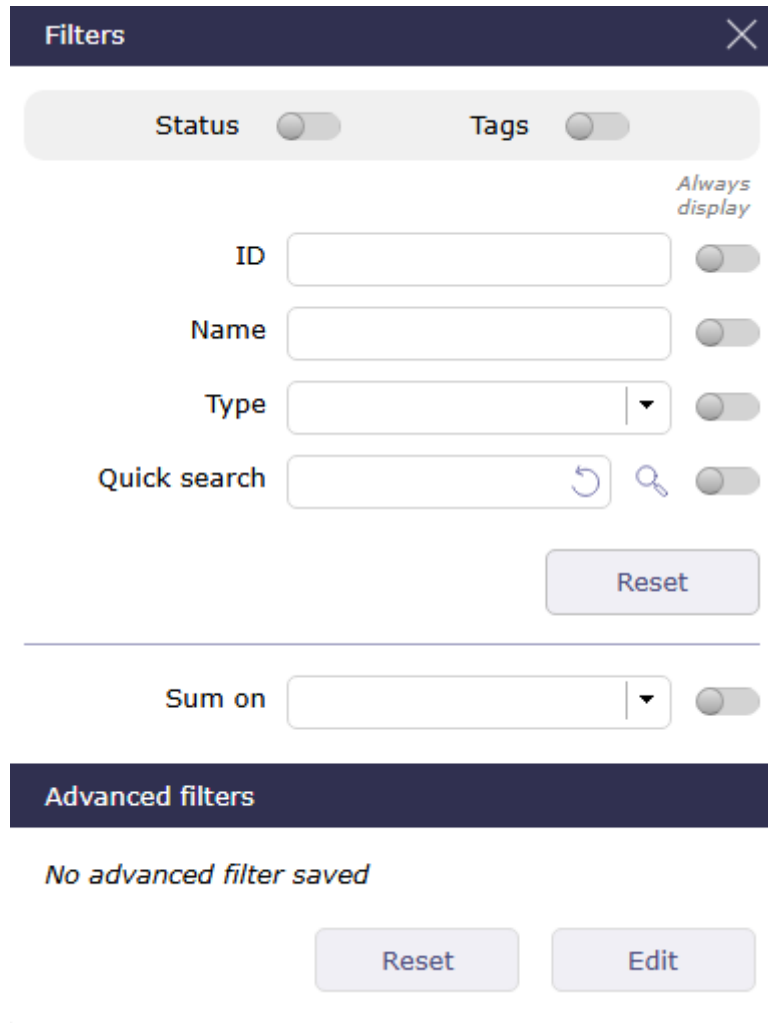 Filters
Status Tags
Always
display
ID
Name
Type
Quick search
Reset
Sum on
Advanced filters
No advanced filter saved
Reset Edit